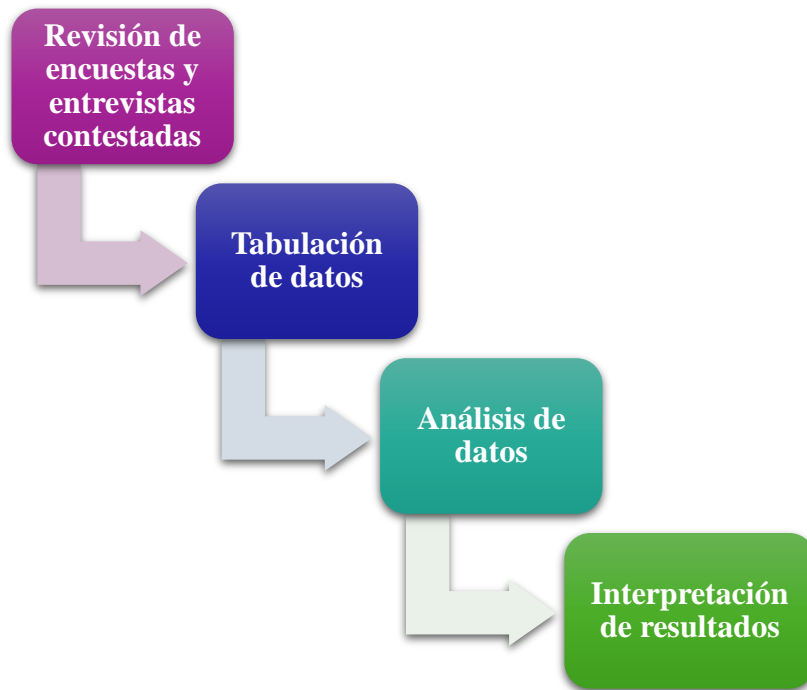 Revisión de
encuestas y
entrevistas
contestadas
Tabulación
de datos
Análisis de
datos
Interpretación
de resultados